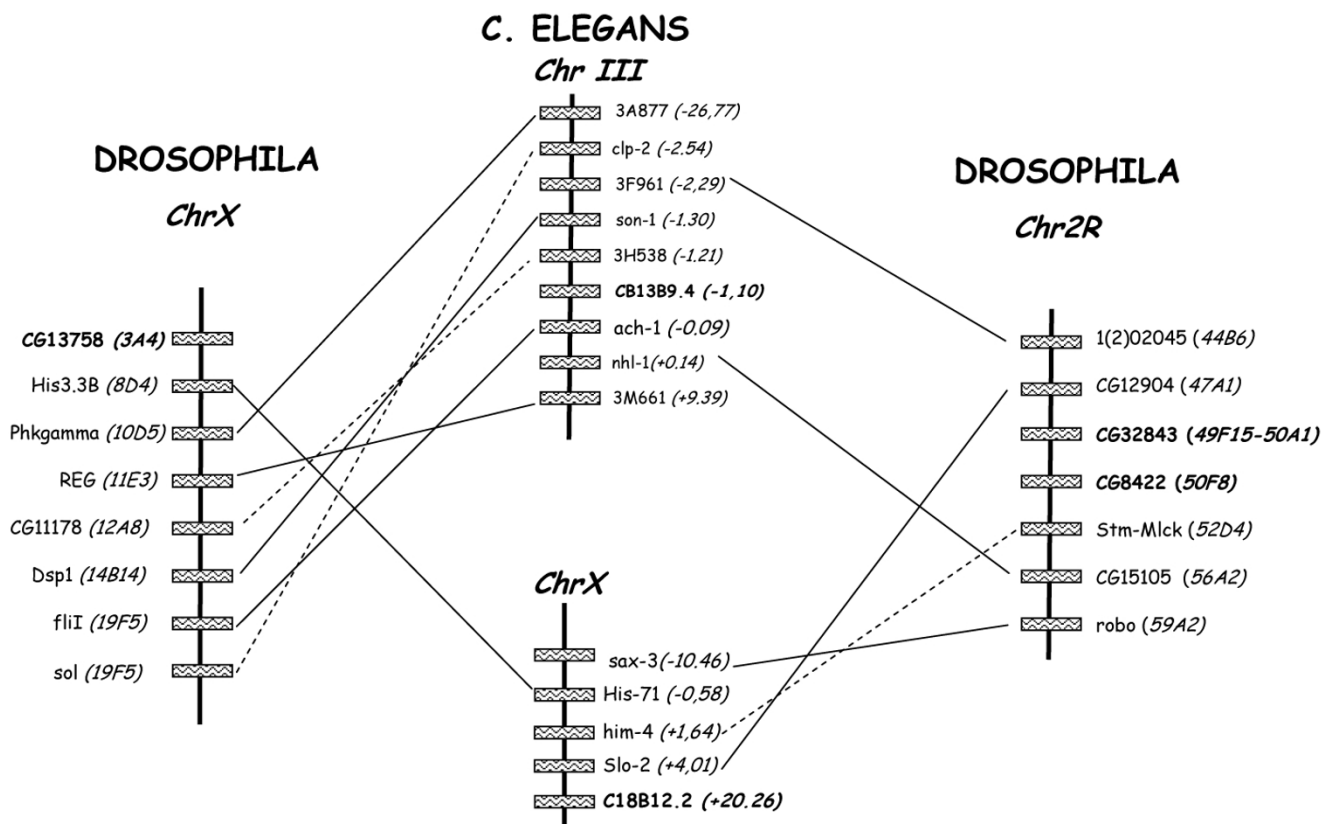 C. ELEGANS
Chr III
3A877 (-26,77)
clp-2 (-2.54)
3F961 (-2,29)
son-1 (-1.30)
3H538 (-1.21)
CB13B9.4 (-1,10)
ach-1 (-0.09)
nhl-1(+0.14)
3M661 (+9.39)
DROSOPHILA
ChrX
CG13758 (3A4)
His3.3B (8D4)
Phkgamma (10D5)
REG (11E3)
CG11178 (12A8)
Dsp1 (14B14)
fliI (19F5)
sol (19F5)
ChrX
sax-3(-10.46)
His-71 (-0,58)
him-4 (+1,64)
Slo-2 (+4,01)
C18B12.2 (+20.26)
DROSOPHILA
Chr2R
1(2)02045 (44B6)
CG12904 (47A1)
CG32843 (49F15-50A1)
CG8422 (50F8)
Stm-Mlck (52D4)
CG15105 (56A2)
robo (59A2)